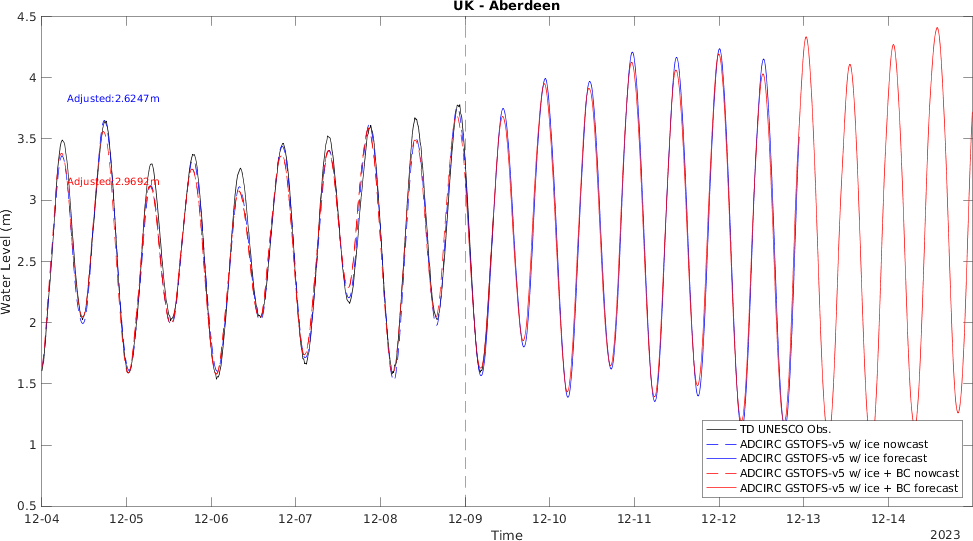 UK - Aberdeen
4.5
4
3.5
3
2.5
2
1.5
1
0.5
Water Level (m)
Adjusted:2.6247m
Adjusted:2.9692m
TD UNESCO Obs.
ADCIRC GSTOFS-v5 w/ ice nowcast
ADCIRC GSTOFS-v5 w/ ice forecast
ADCIRC GSTOFS-v5 w/ ice + BC nowcast
ADCIRC GSTOFS-v5 w/ ice + BC forecast
12-04 12-05 12-06 12-07 12-08 12-09 12-10 12-11 12-12 12-13 12-14
Time
2023